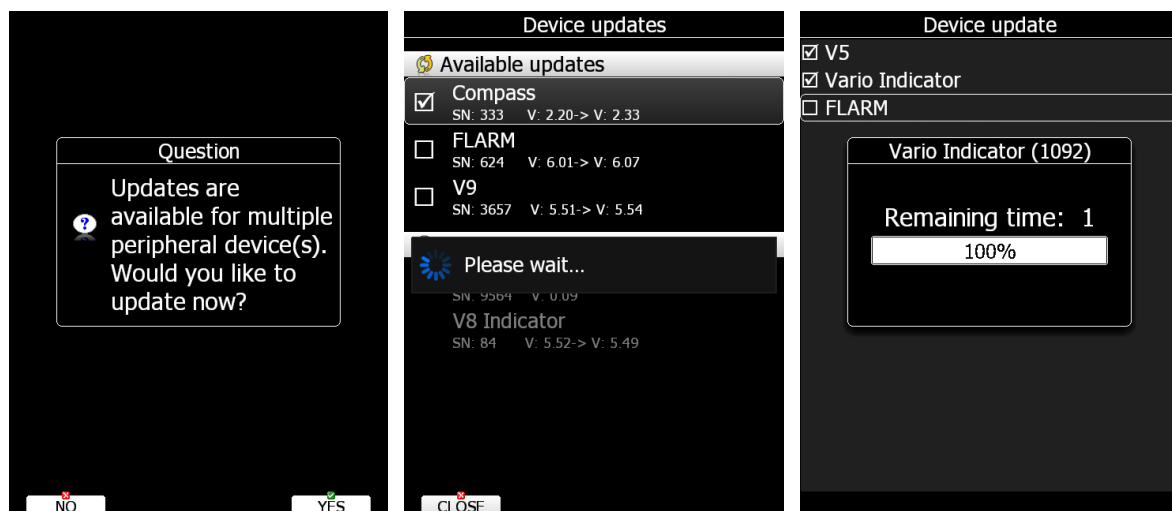 Question
Updates are
available for multiple
peripheral device(s).
Would you like to
update now?
NO
YES
Device updates
Available updates
Compass
SN: 333 V: 2.20-> V: 2.33
FLARM
SN: 624 V: 6.01-> V: 6.07
V9
SN: 3657 V: 5.51-> V: 5.54
Please wait...
SN: 9564 V: 0.09
V8 Indicator
SN: 84 V: 5.52-> V: 5.49
CLOSE
Device update
V5
Vario Indicator
FLARM
Vario Indicator (1092)
Remaining time: 1
100%